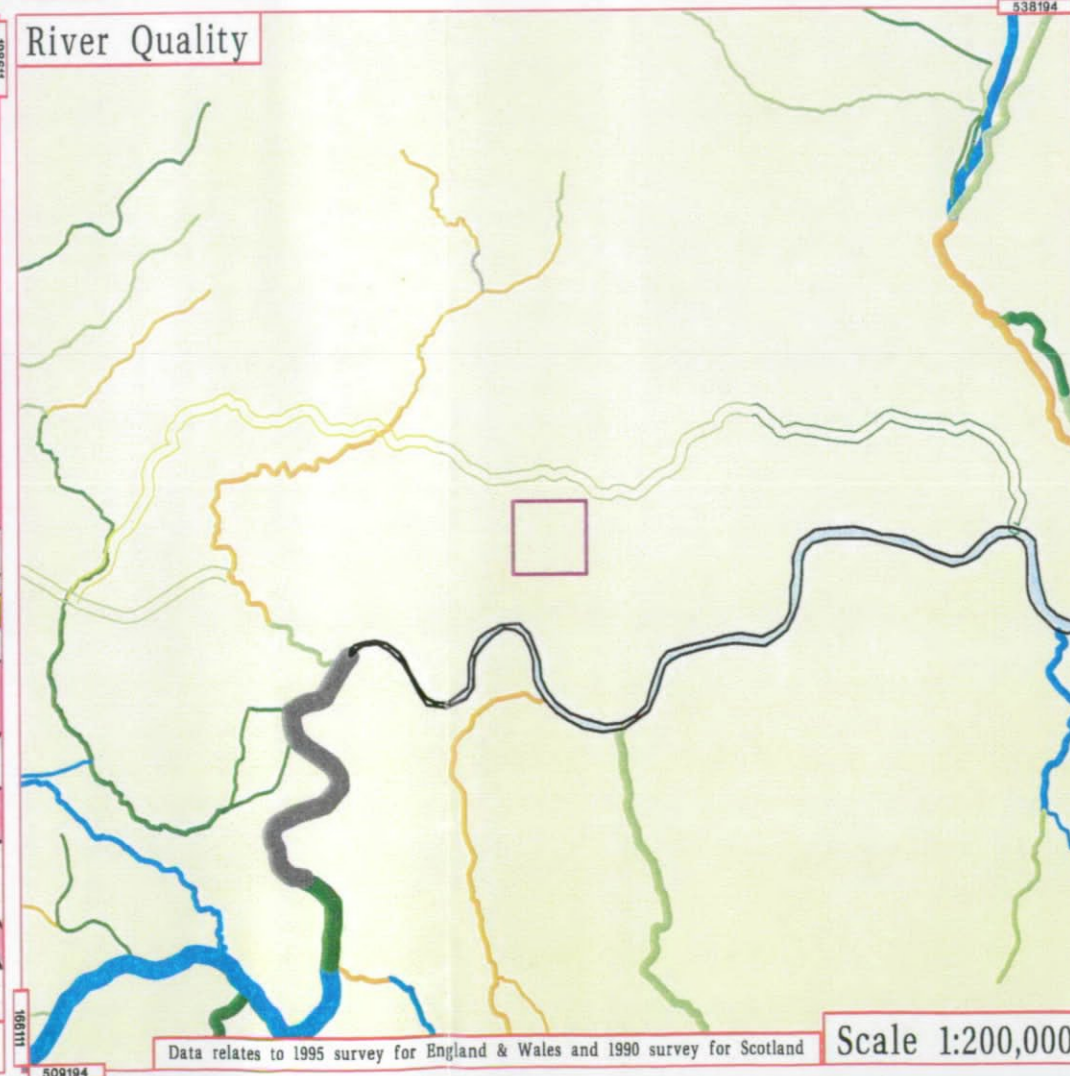 538194
River Quality
166111
Data relates to 1995 survey for England & Wales and 1990 survey for Scotland
Scale 1:200,000
509194